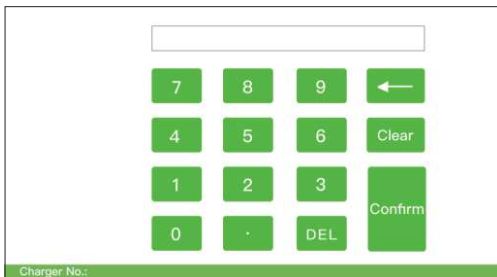 7 8 9 ←
4 5 6 Clear
1 2 3
Confirm
0 . DEL
Charger No.: